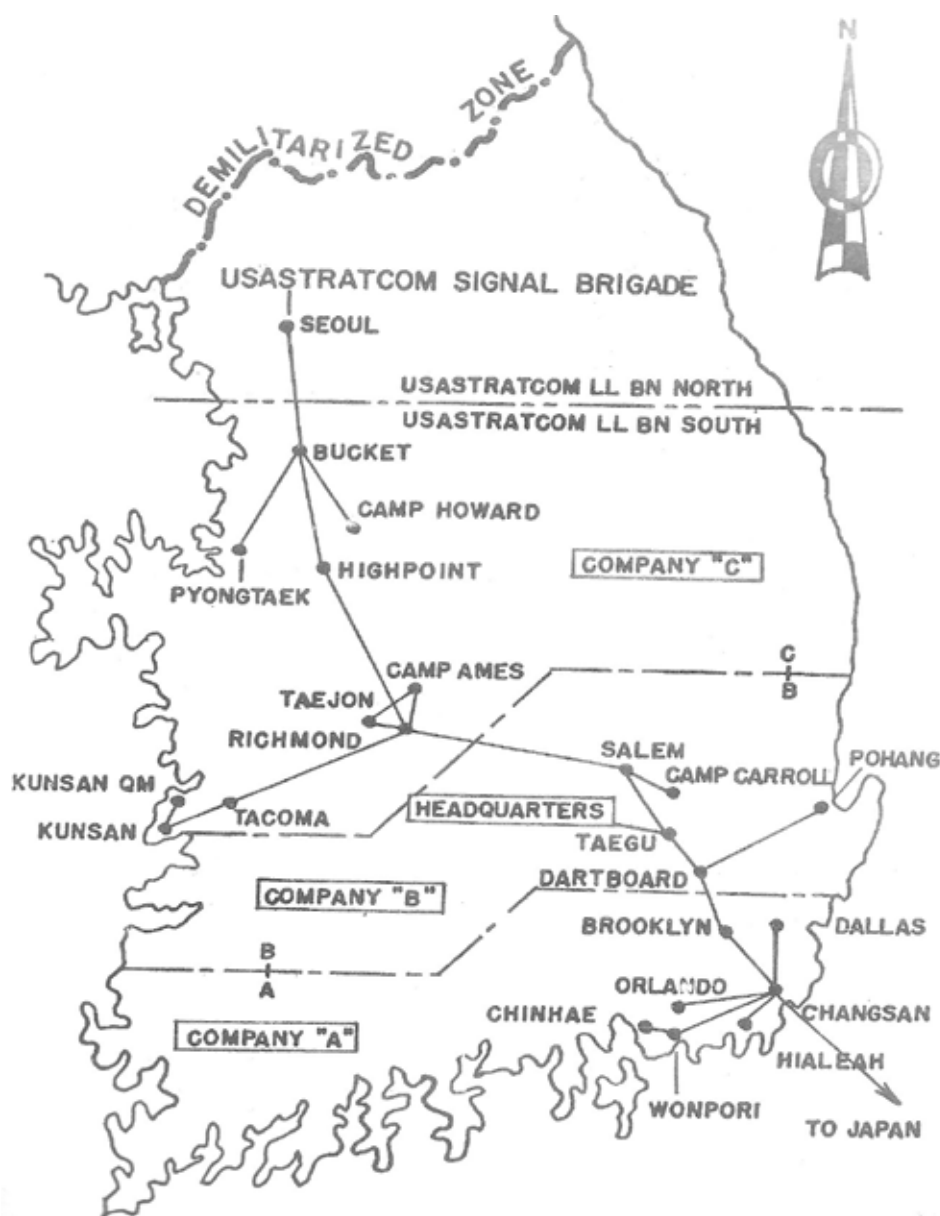 N
DEMILITARIZED ZONE
USASTRATCOM SIGNAL BRIGADE
SEOUL
USASTRATCOM LL BN NORTH
USASTRATCOM LL BN SOUTH
BUCKET
CAMP HOWARD
HIGHPOINT
COMPANY "C"
PYONGTAEK
C
B
CAMP AMES
TAEJON
RICHMOND
SALEM
POHANG
CAMP CARROLL
KUNSAN QM
TACOMA
HEADQUARTERS
KUNSAN
TAEGU
DARTBOARD
COMPANY "B"
BROOKLYN
DALLAS
B
A
ORLANDO
CHINHAE
CHANGSAN
COMPANY "A"
HIALEAH
WONPORI
TO JAPAN